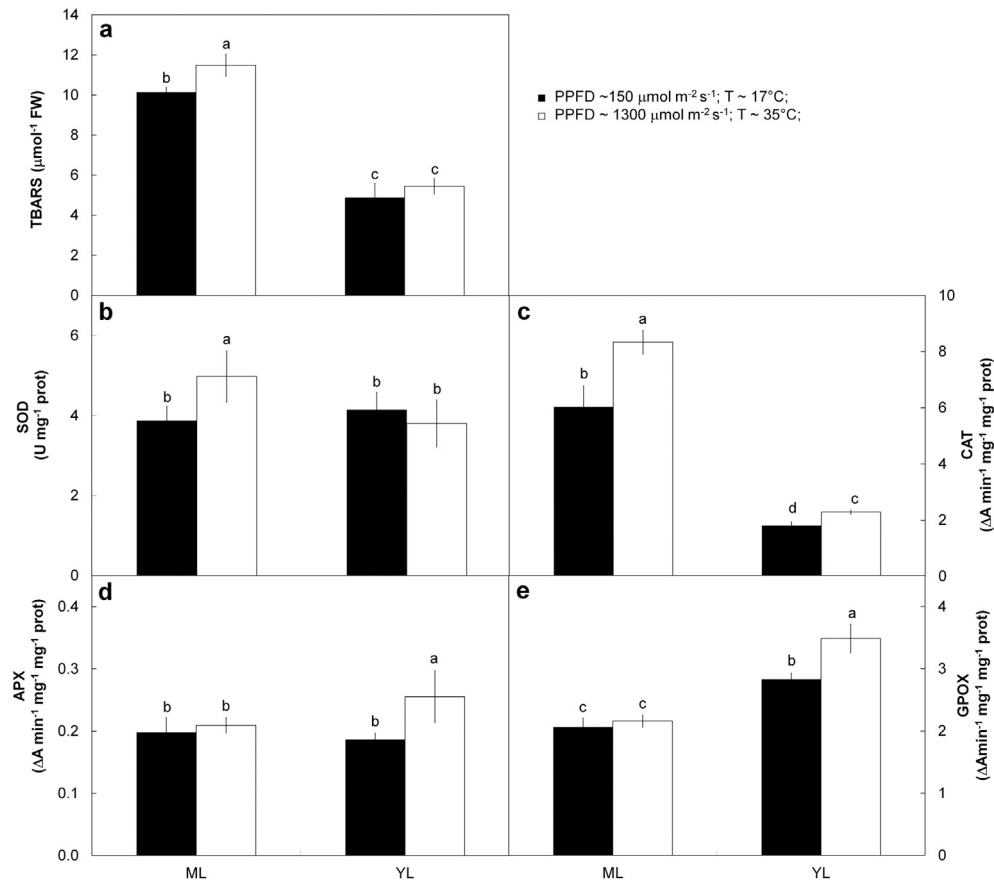 a
14
12
10
8
6
4
2
0
TBARS (μmol⁻¹ FW)
b
a
c
c
■ PPFD ~150 μmol m⁻² s⁻¹; T ~ 17°C;
□ PPFD ~ 1300 μmol m⁻² s⁻¹; T ~ 35°C;
b
6
4
2
0
SOD
(U mg⁻¹ prot)
b
a
b
b
c
10
8
6
4
2
0
CAT
(ΔA min⁻¹ mg⁻¹ mg⁻¹ prot)
b
a
d
c
d
0.4
0.3
0.2
0.1
0.0
APX
(ΔA min⁻¹ mg⁻¹ mg⁻¹ prot)
b
b
b
a
ML
YL
e
4
3
2
1
0
GPOX
(ΔAmin⁻¹ mg⁻¹ mg⁻¹ prot)
c
c
b
a
ML
YL